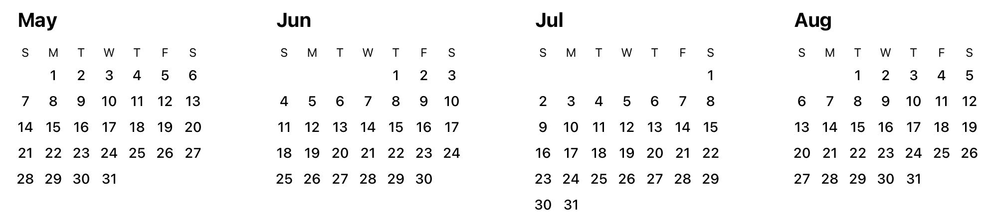 May Jun Jul Aug
S M T W T F S S M T W T F S S M T W T F S S M T W T F S
1 2 3 4 5 6 1 2 3 1 1 2 3 4 5
7 8 9 10 11 12 13 4 5 6 7 8 9 10 2 3 4 5 6 7 8 6 7 8 9 10 11 12
14 15 16 17 18 19 20 11 12 13 14 15 16 17 9 10 11 12 13 14 15 13 14 15 16 17 18 19
21 22 23 24 25 26 27 18 19 20 21 22 23 24 16 17 18 19 20 21 22 20 21 22 23 24 25 26
28 29 30 31 25 26 27 28 29 30 23 24 25 26 27 28 29 27 28 29 30 31
30 31